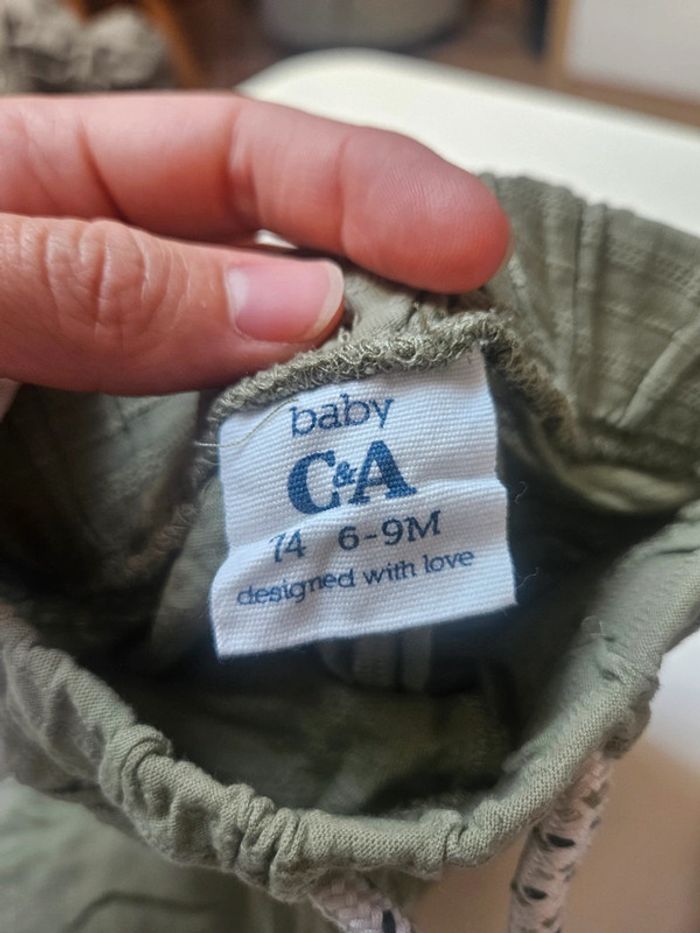 baby
C&A
74 6-9M
designed with love